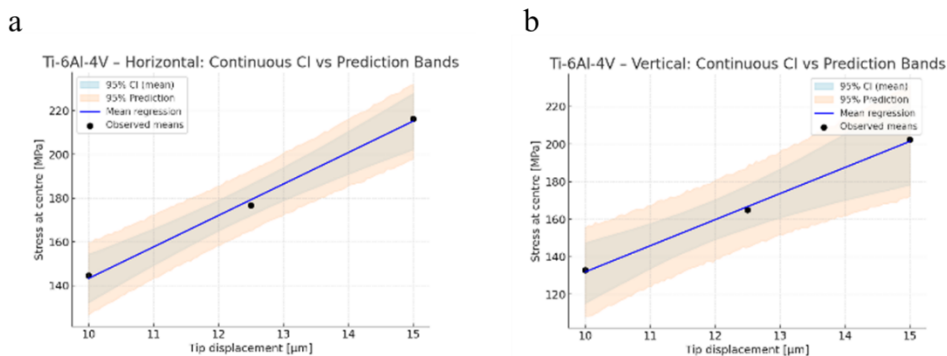 a
Ti-6Al-4V – Horizontal: Continuous CI vs Prediction Bands
95% CI (mean)
95% Prediction
Mean regression
Observed means
220
200
180
160
140
Stress at centre [MPa]
10 11 12 13 14 15
Tip displacement [µm]
b
Ti-6Al-4V – Vertical: Continuous CI vs Prediction Bands
95% CI (mean)
95% Prediction
Mean regression
Observed means
220
200
180
160
140
120
Stress at centre [MPa]
10 11 12 13 14 15
Tip displacement [µm]